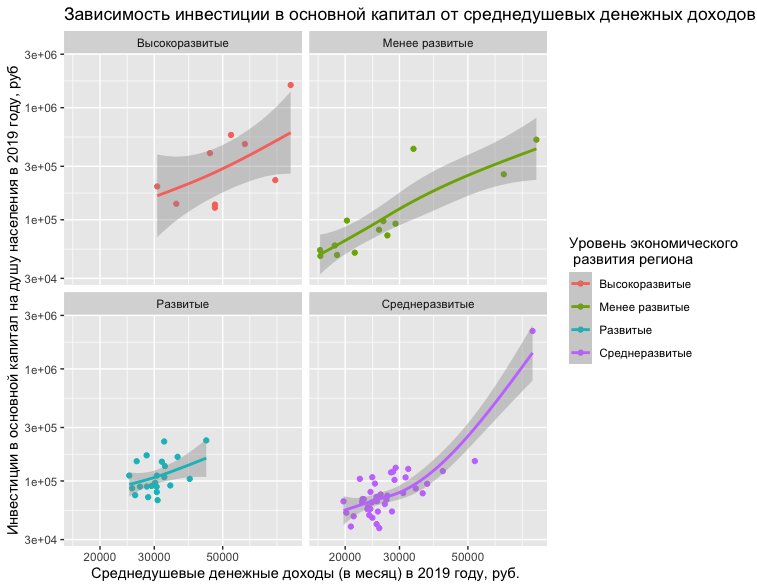 Зависимость инвестиции в основной капитал от среднедушевых денежных доходов
Высокоразвитые
Менее развитые
3e+06
1e+06
3e+05
1e+05
3e+04
Развитые
Среднеразвитые
3e+06
1e+06
3e+05
1e+05
3e+04
20000
30000
50000
20000
30000
50000
Среднедушевые денежные доходы (в месяц) в 2019 году, руб.
Инвестиции в основной капитал на душу населения в 2019 году, руб
Уровень экономического
развития региона
Высокоразвитые
Менее развитые
Развитые
Среднеразвитые